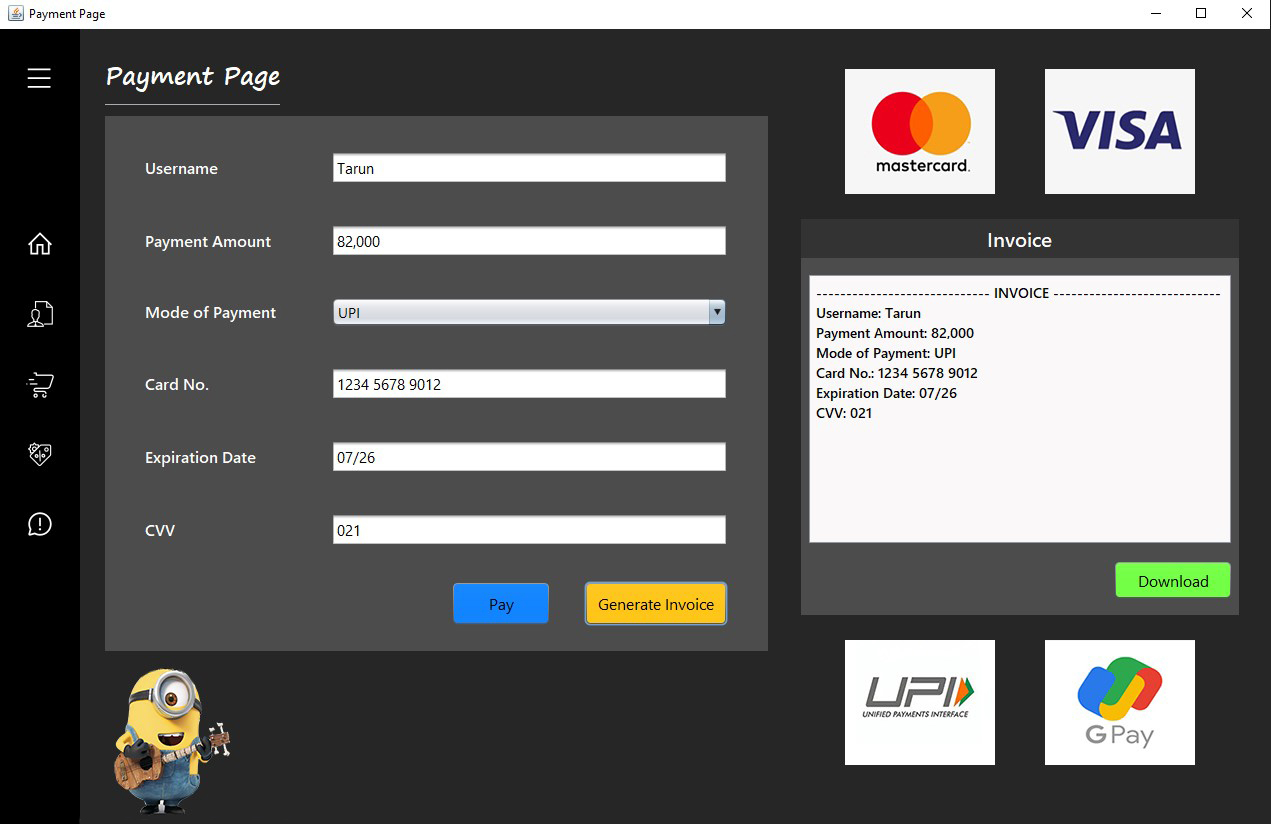 Payment Page
Payment Page
Username
Tarun
Payment Amount
82,000
Mode of Payment
UPI
Card No.
1234 5678 9012
Expiration Date
07/26
CVV
021
Pay
Generate Invoice
mastercard.
VISA
Invoice
----------------------------- INVOICE ----------------------------
Username: Tarun
Payment Amount: 82,000
Mode of Payment: UPI
Card No.: 1234 5678 9012
Expiration Date: 07/26
CVV: 021
Download
UPI
UNIFIED PAYMENTS INTERFACE
G Pay